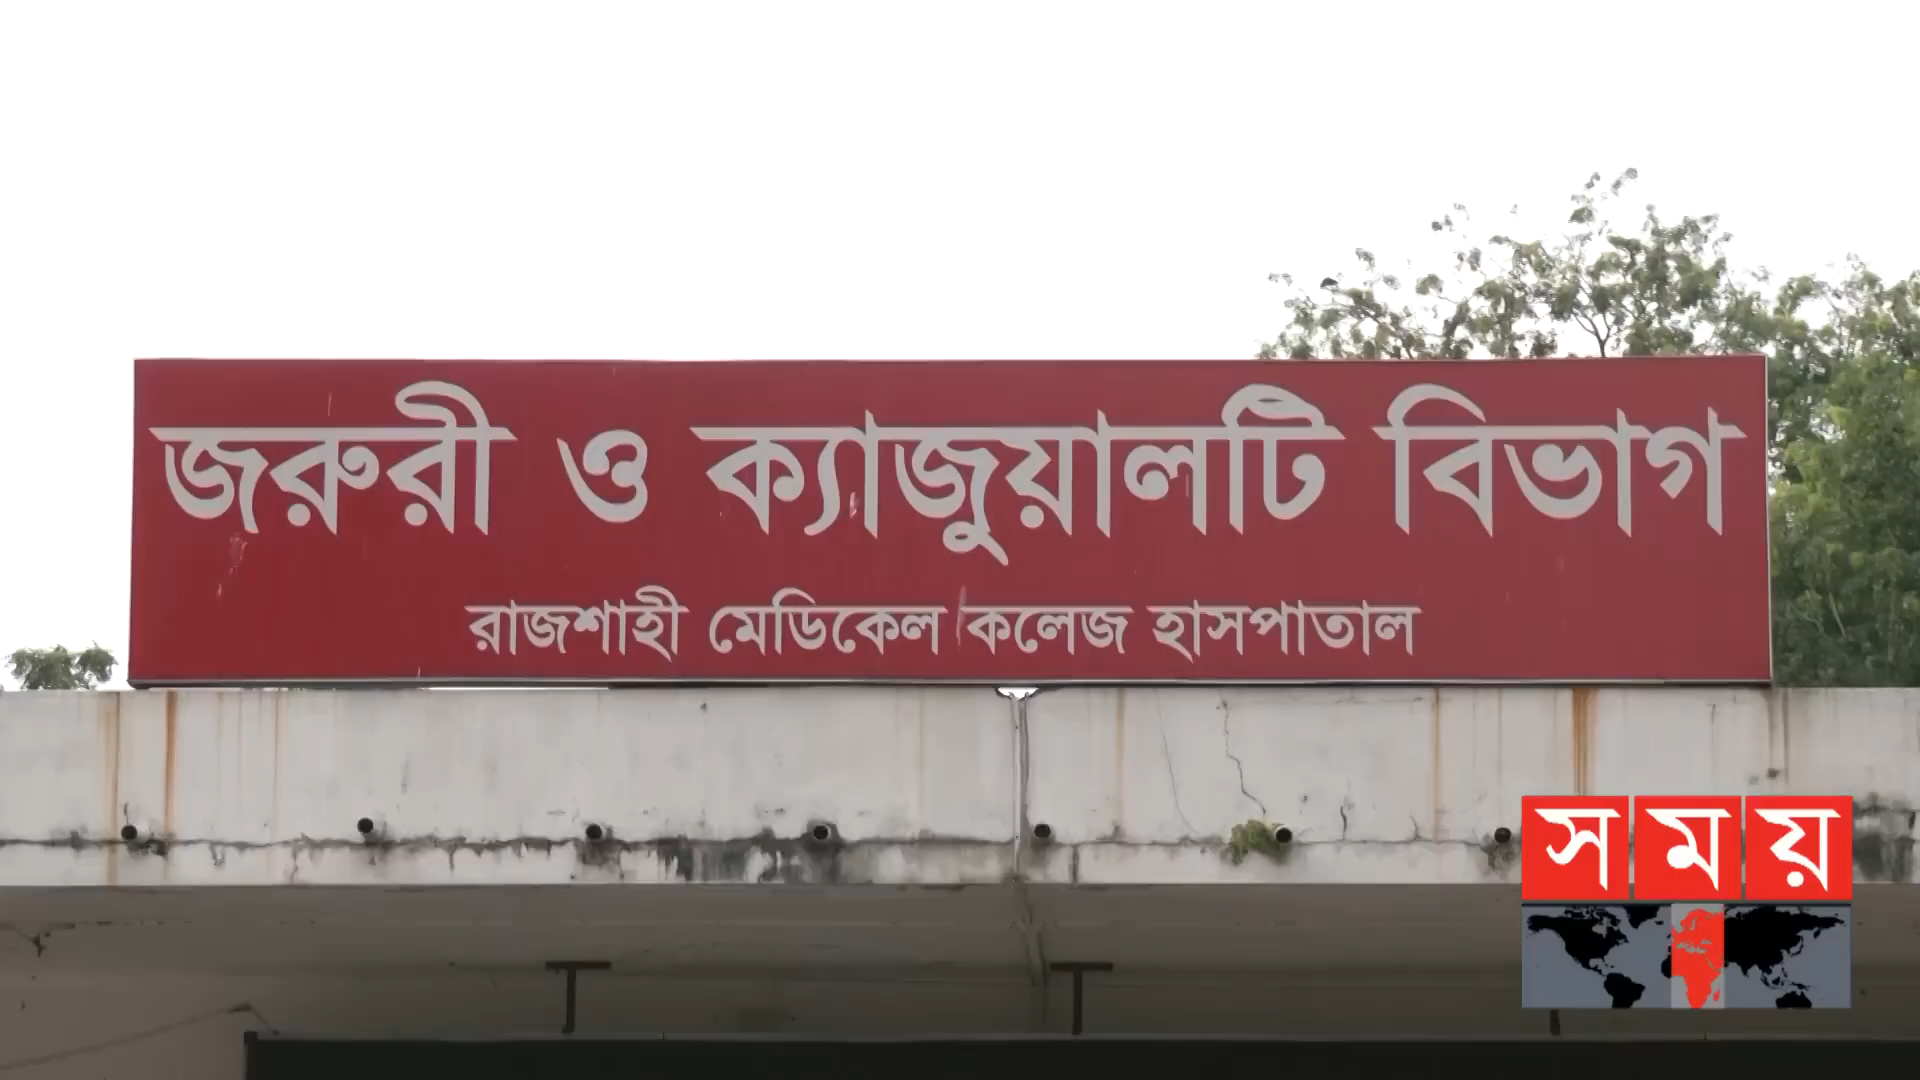 জরুরী ও ক্যাজুয়ালটি বিভাগ
রাজশাহী মেডিকেল কলেজ হাসপাতাল
সময়